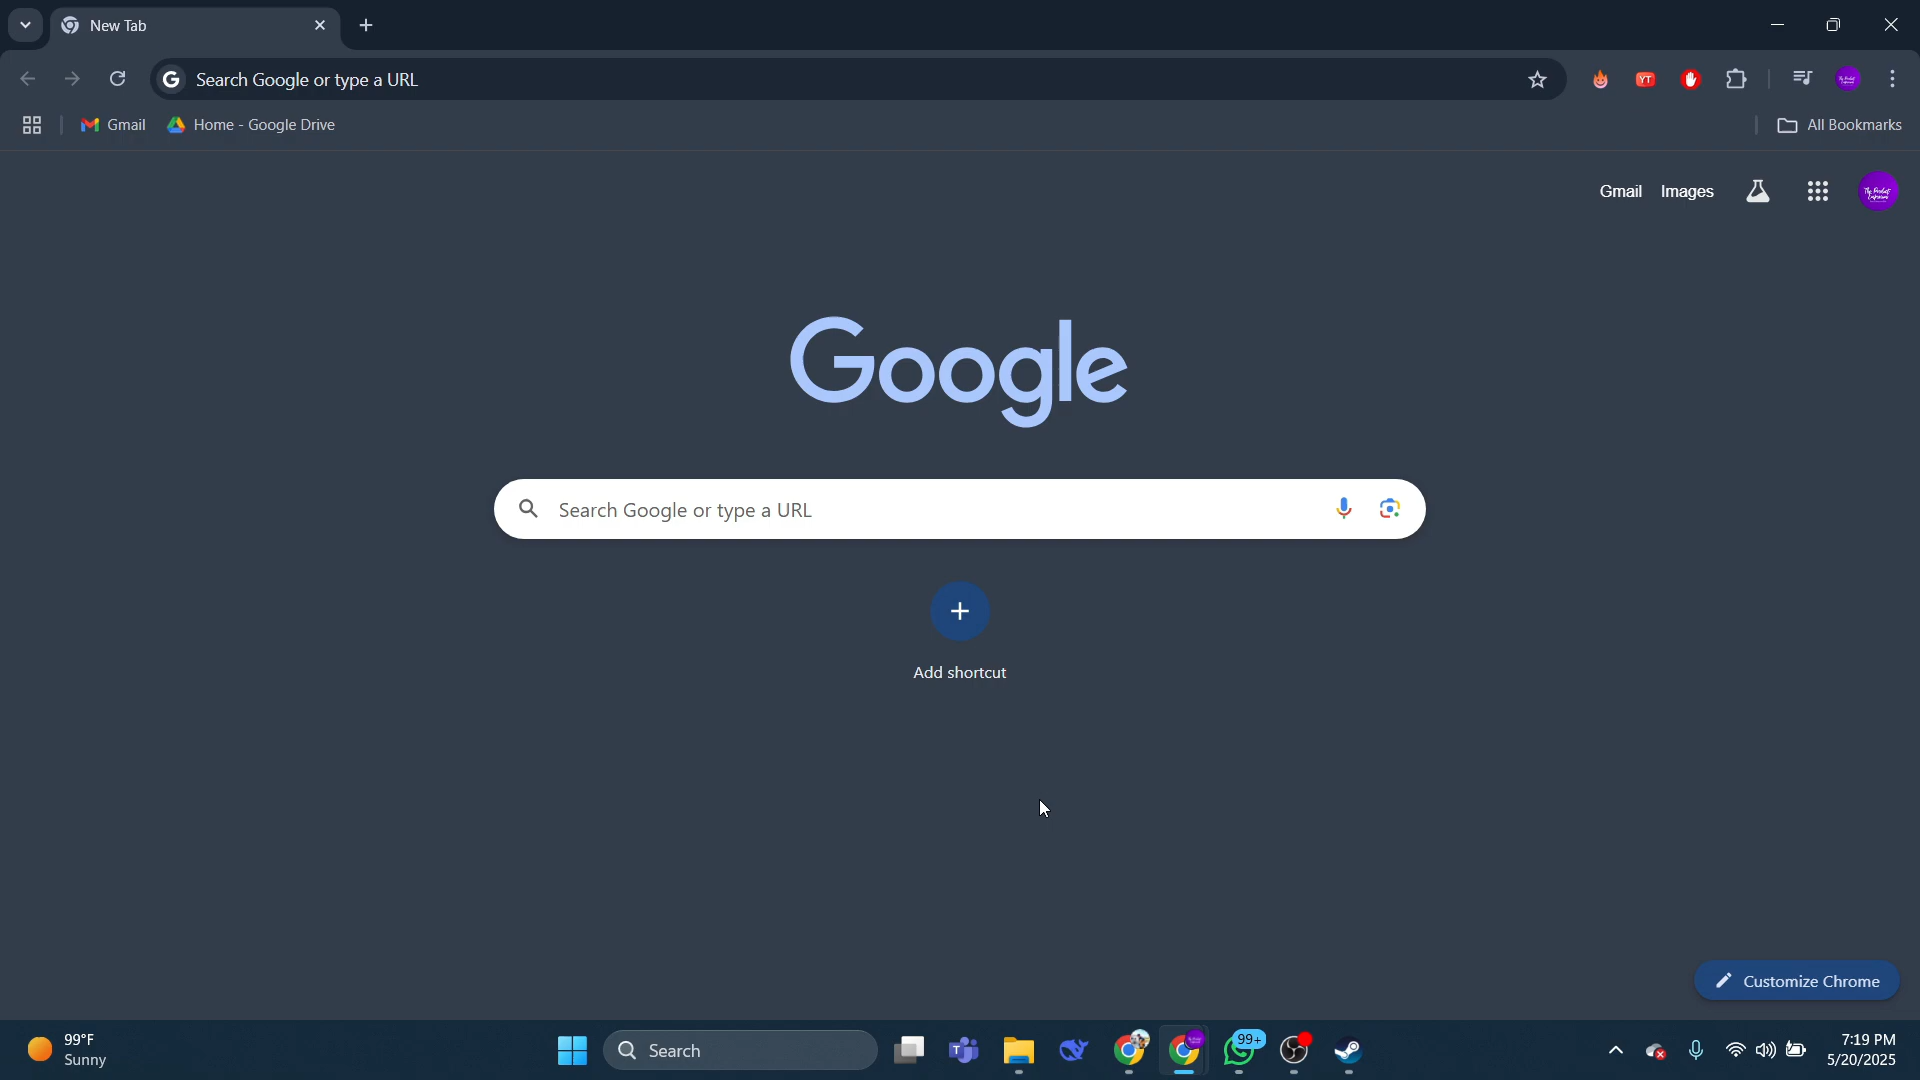 New Tab
Search Google or type a URL
YT
Gmail
Home - Google Drive
All Bookmarks
Gmail Images
Google
Search Google or type a URL
Add shortcut
Customize Chrome
99°F
Sunny
Search
99+
7:19 PM
5/20/2025